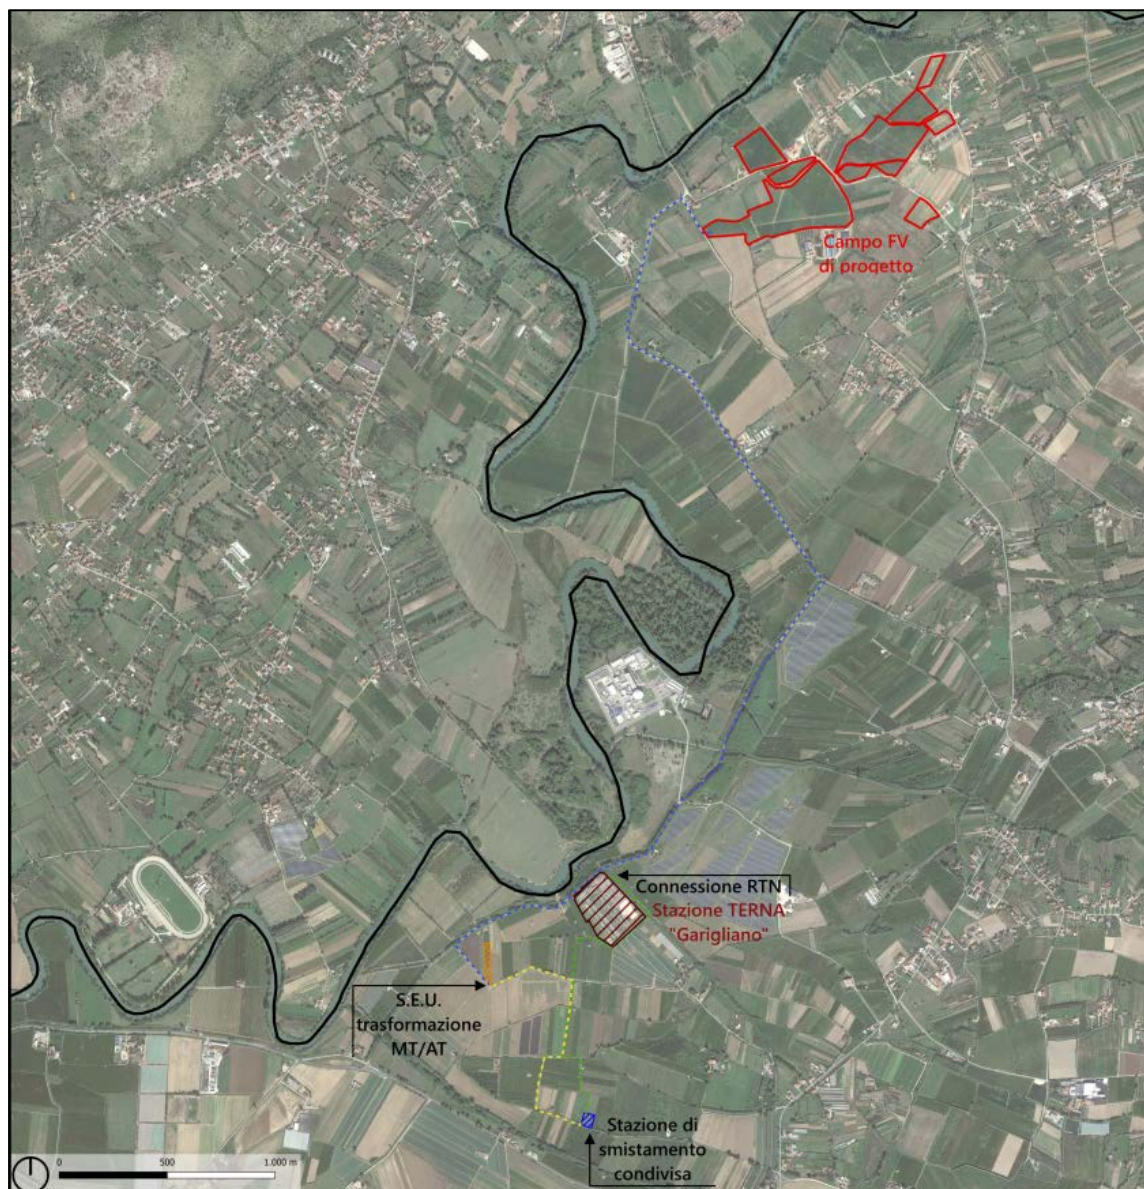 Campo FV
di progetto
Connessione RTN
Stazione TERNA
"Garigliano"
S.E.U.
trasformazione
MT/AT
Stazione di
smistamento
condivisa
0 500 1.000 m